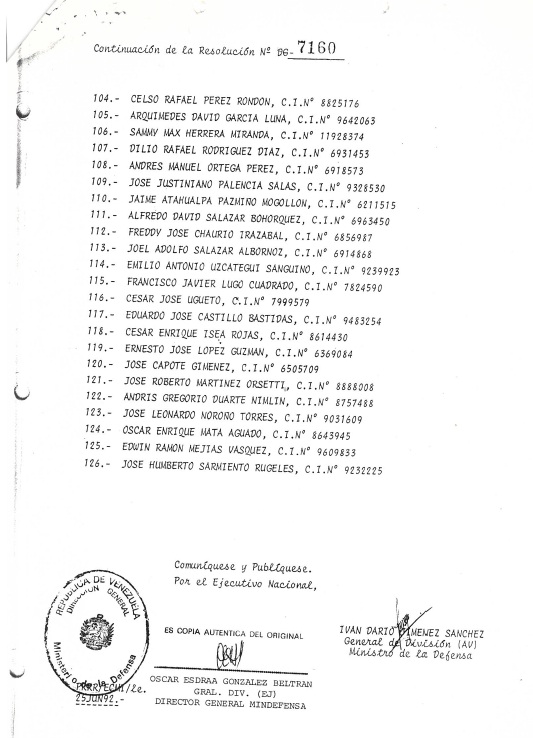 Continuación de la Resolución Nº DG- 7160
104.- CELSO RAFAEL PEREZ RONDON, C.I.Nº 8825176
105.- ARQUIMEDES DAVID GARCIA LUNA, C.I.Nº 9642063
106.- SAMMY MAX HERRERA MIRANDA, C.I.Nº 11928374
107.- DILIO RAFAEL RODRIGUEZ DIAZ, C.I.Nº 6931453
108.- ANDRES MANUEL ORTEGA PEREZ, C.I.Nº 6918573
109.- JOSE JUSTINIANO PALENCIA SALAS, C.I.Nº 9328530
110.- JAIME ATAHUALPA PAZMIÑO MOGOLLON, C.I.Nº 6211515
111.- ALFREDO DAVID SALAZAR BOHORQUEZ, C.I.Nº 6963450
112.- FREDDY JOSE CHAURIO IRAZABAL, C.I.Nº 6856987
113.- JOEL ADOLFO SALAZAR ALBORNOZ, C.I.Nº 6914868
114.- EMILIO ANTONIO UZCATEGUI SANGUINO, C.I.Nº 9239923
115.- FRANCISCO JAVIER LUGO CUADRADO, C.I.Nº 7824590
116.- CESAR JOSE UGUETO, C.I.Nº 7999579
117.- EDUARDO JOSE CASTILLO BASTIDAS, C.I.Nº 9483254
118.- CESAR ENRIQUE ISEA ROJAS, C.I.Nº 8614430
119.- ERNESTO JOSE LOPEZ GUZMAN, C.I.Nº 6369084
120.- JOSE CAPOTE GIMENEZ, C.I.Nº 6505709
121.- JOSE ROBERTO MARTINEZ ORSETTI, C.I.Nº 8888008
122.- ANDRIS GREGORIO DUARTE NIMLIN, C.I.Nº 8757488
123.- JOSE LEONARDO NOROÑO TORRES, C.I.Nº 9031609
124.- OSCAR ENRIQUE MATA AGUADO, C.I.Nº 8643945
125.- EDWIN RAMON MEJIAS VASQUEZ, C.I.Nº 9609833
126.- JOSE HUMBERTO SARMIENTO RUGELES, C.I.Nº 9232225
Comuníquese y Publíquese.
Por el Ejecutivo Nacional,
REPUBLICA DE VENEZUELA
DIRECCION GENERAL
Ministerio de la Defensa
ES COPIA AUTENTICA DEL ORIGINAL
IVAN DARIO JIMENEZ SANCHEZ
General de División (AV)
Ministro de la Defensa
25JUN92.-
OSCAR ESDRAA GONZALEZ BELTRAN
GRAL. DIV. (EJ)
DIRECTOR GENERAL MINDEFENSA